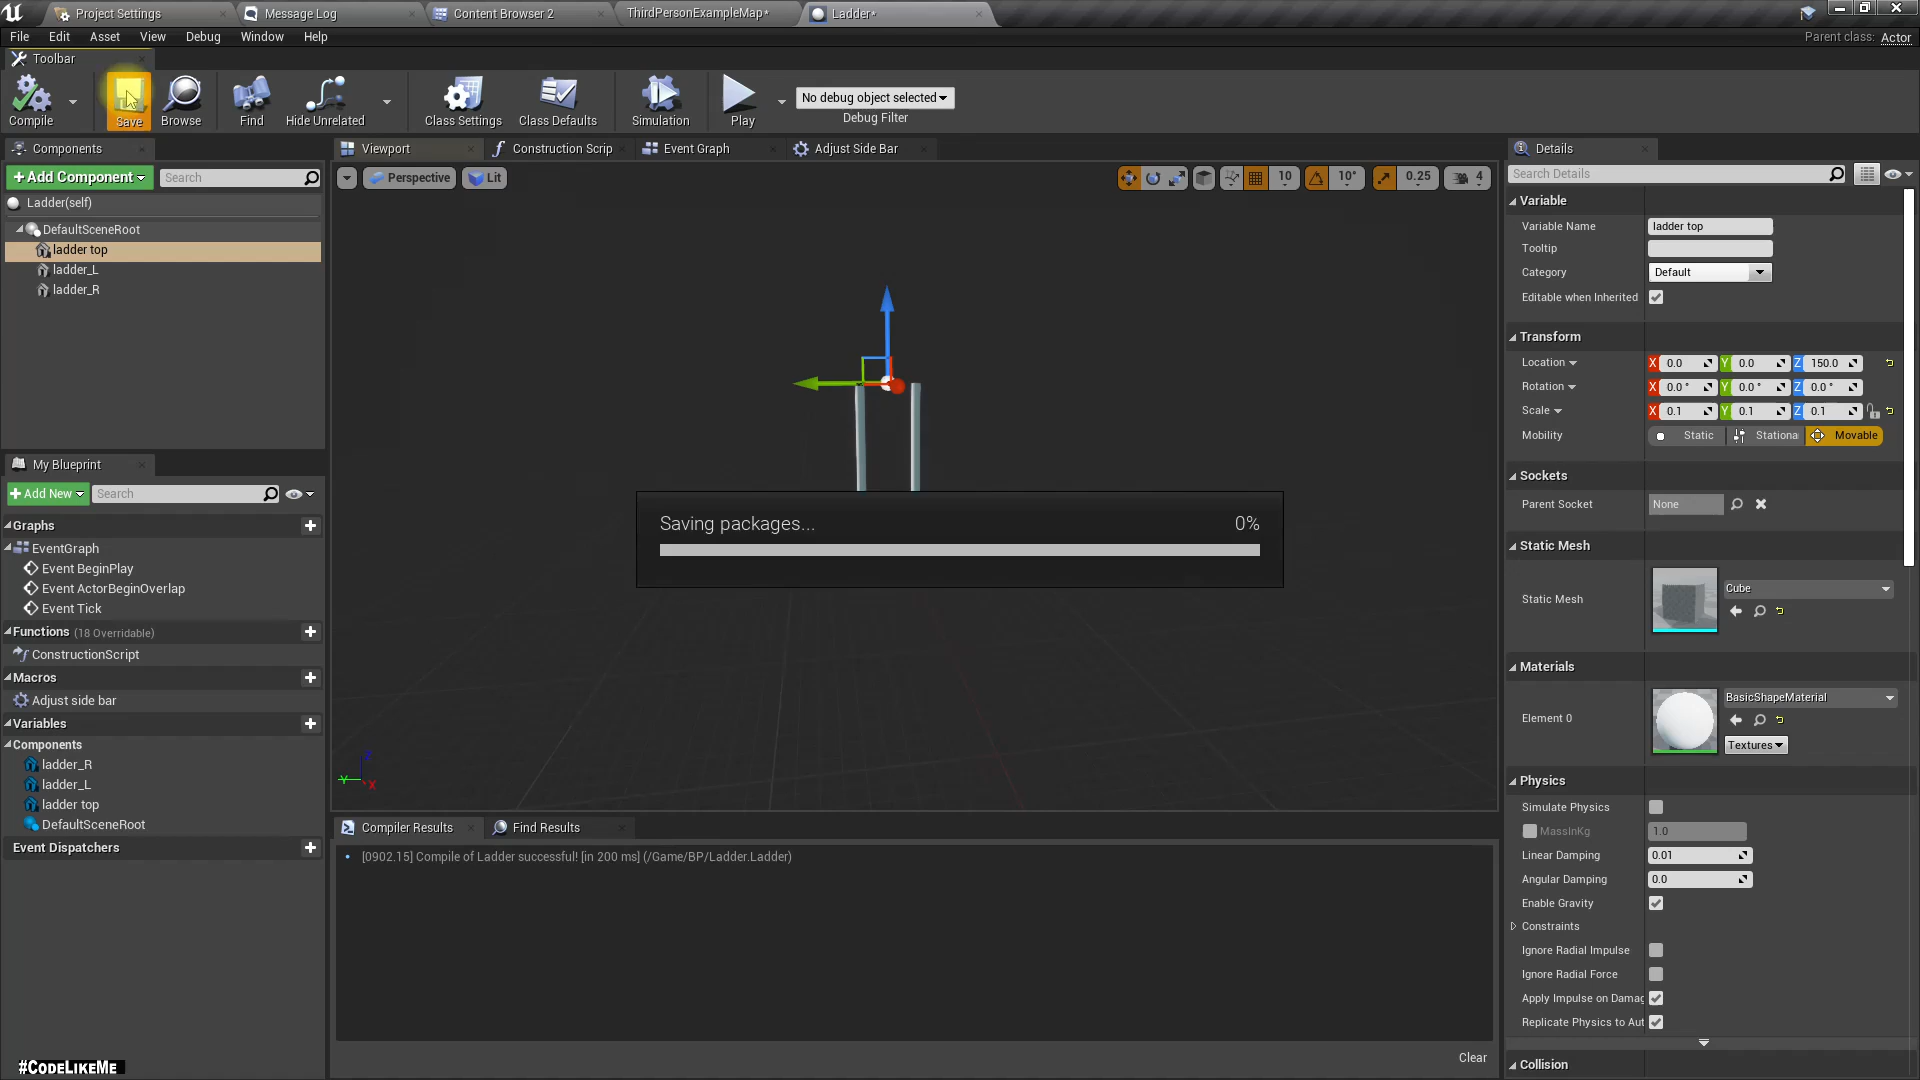 Project Settings
Message Log
Content Browser 2
ThirdPersonExampleMap*
Ladder*
File
Edit
Asset
View
Debug
Window
Help
Parent class: Actor
Toolbar
Compile
Save
Browse
Find
Hide Unrelated
Class Settings
Class Defaults
Simulation
Play
No debug object selected
Debug Filter
Components
+Add Component
Search
Ladder(self)
DefaultSceneRoot
ladder top
ladder_L
ladder_R
My Blueprint
+Add New
Search
Graphs
EventGraph
Event BeginPlay
Event ActorBeginOverlap
Event Tick
Functions (18 Overridable)
ConstructionScript
Macros
Adjust side bar
Variables
Components
ladder_R
ladder_L
ladder top
DefaultSceneRoot
Event Dispatchers
#CODELIKEME
Viewport
Construction Scrip
Event Graph
Adjust Side Bar
Perspective
Lit
10
10°
0.25
4
Saving packages...
0%
Z
Y
X
Compiler Results
Find Results
[0902.15] Compile of Ladder successful! [in 200 ms] (/Game/BP/Ladder.Ladder)
Clear
Details
Search Details
Variable
Variable Name
ladder top
Tooltip
Category
Default
Editable when Inherited
Transform
Location
X 0.0
Y 0.0
Z 150.0
Rotation
X 0.0 °
Y 0.0 °
Z 0.0 °
Scale
X 0.1
Y 0.1
Z 0.1
Mobility
Static
Stationa
Movable
Sockets
Parent Socket
None
Static Mesh
Static Mesh
Cube
Materials
Element 0
BasicShapeMaterial
Textures
Physics
Simulate Physics
MassInKg
1.0
Linear Damping
0.01
Angular Damping
0.0
Enable Gravity
Constraints
Ignore Radial Impulse
Ignore Radial Force
Apply Impulse on Damag
Replicate Physics to Aut
Collision